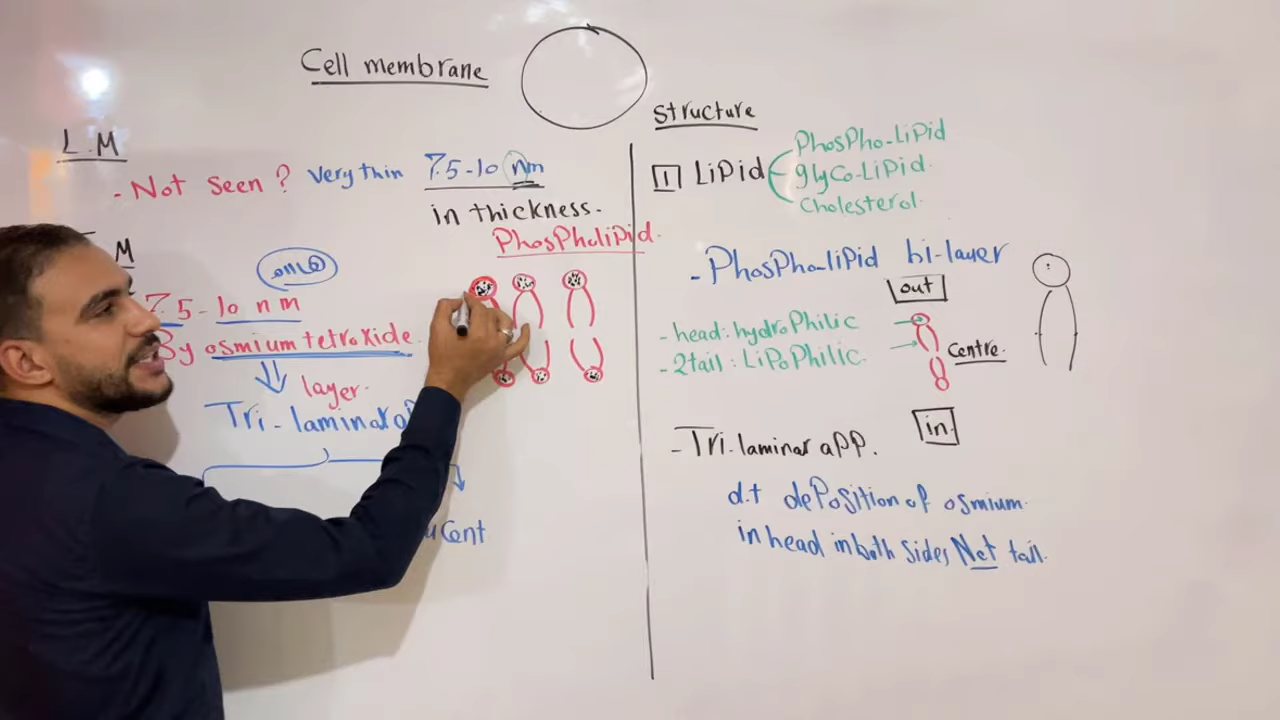 Cell membrane
L.M
- Not Seen ? Very thin 7.5-10 nm
in thickness.
M
7.5-10 nm
By osmium tetroxide.
layer.
Tri-laminar
Phospholipid.
Structure
1 Lipid
Phospho-Lipid
glyco-Lipid.
Cholesterol.
- Phospho-lipid bi-layer
out
- head: hydrophilic
- 2tail: Lipophilic.
Centre.
in.
- Tri-laminar app.
d.t deposition of osmium
in head in both sides Not tail.